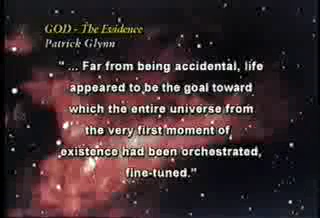 GOD - The Evidence
Patrick Glynn
" ... Far from being accidental, life
appeared to be the goal toward
which the entire universe from
the very first moment of
existence had been orchestrated,
fine-tuned."